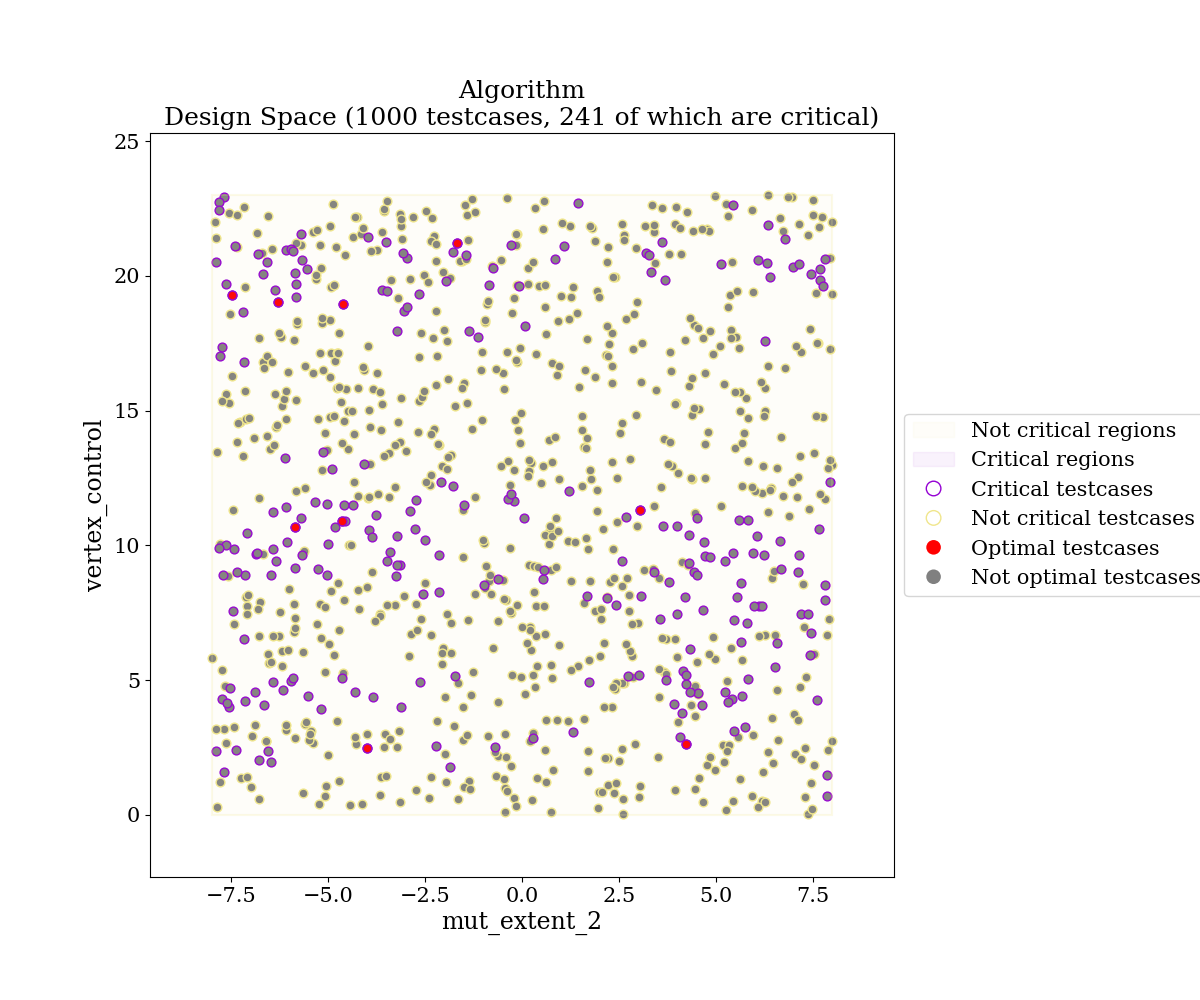 Algorithm
Design Space (1000 testcases, 241 of which are critical)
25
20
15
10
5
0
vertex_control
−7.5
−5.0
−2.5
0.0
2.5
5.0
7.5
mut_extent_2
Not critical regions
Critical regions
Critical testcases
Not critical testcases
Optimal testcases
Not optimal testcases